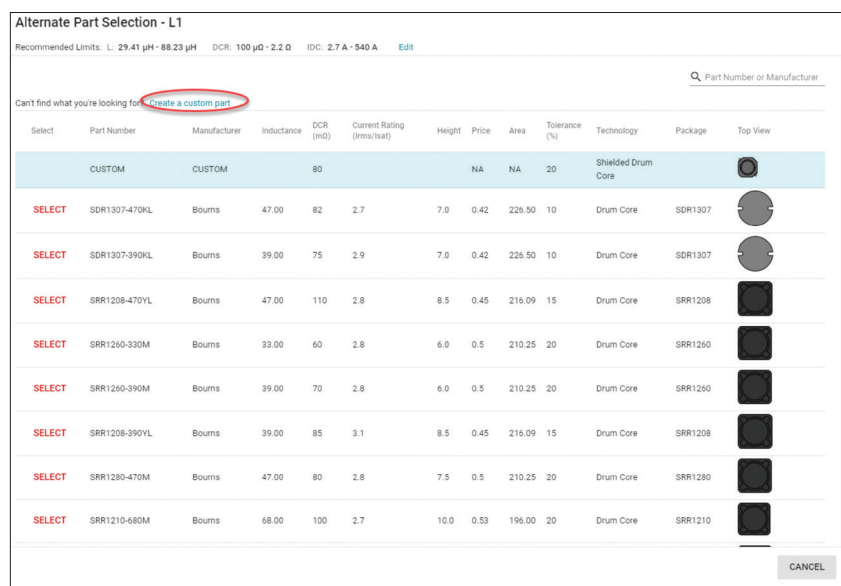 Alternate Part Selection - L1
Recommended Limits: L: 29.41 µH - 88.23 µH DCR: 100 µΩ - 2.2 Ω IDC: 2.7 A - 540 A Edit
Part Number or Manufacturer
Can't find what you're looking for? Create a custom part
Select Part Number Manufacturer Inductance DCR (mΩ) Current Rating (Irms/Isat) Height Price Area Tolerance (%) Technology Package Top View
CUSTOM CUSTOM 80 NA NA 20 Shielded Drum Core
SELECT SDR1307-470KL Bourns 47.00 82 2.7 7.0 0.42 226.50 10 Drum Core SDR1307
SELECT SDR1307-390KL Bourns 39.00 75 2.9 7.0 0.42 226.50 10 Drum Core SDR1307
SELECT SRR1208-470YL Bourns 47.00 110 2.8 8.5 0.45 216.09 15 Drum Core SRR1208
SELECT SRR1260-330M Bourns 33.00 60 2.8 6.0 0.5 210.25 20 Drum Core SRR1260
SELECT SRR1260-390M Bourns 39.00 70 2.8 6.0 0.5 210.25 20 Drum Core SRR1260
SELECT SRR1208-390YL Bourns 39.00 85 3.1 8.5 0.45 216.09 15 Drum Core SRR1208
SELECT SRR1280-470M Bourns 47.00 80 2.8 7.5 0.5 210.25 20 Drum Core SRR1280
SELECT SRR1210-680M Bourns 68.00 100 2.7 10.0 0.53 196.00 20 Drum Core SRR1210
CANCEL